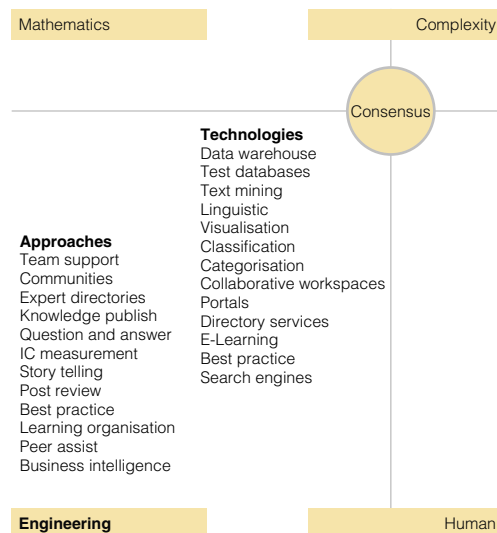 Mathematics
Complexity
Consensus
Technologies
Data warehouse
Test databases
Text mining
Linguistic
Visualisation
Classification
Categorisation
Collaborative workspaces
Portals
Directory services
E-Learning
Best practice
Search engines
Approaches
Team support
Communities
Expert directories
Knowledge publish
Question and answer
IC measurement
Story telling
Post review
Best practice
Learning organisation
Peer assist
Business intelligence
Engineering
Human